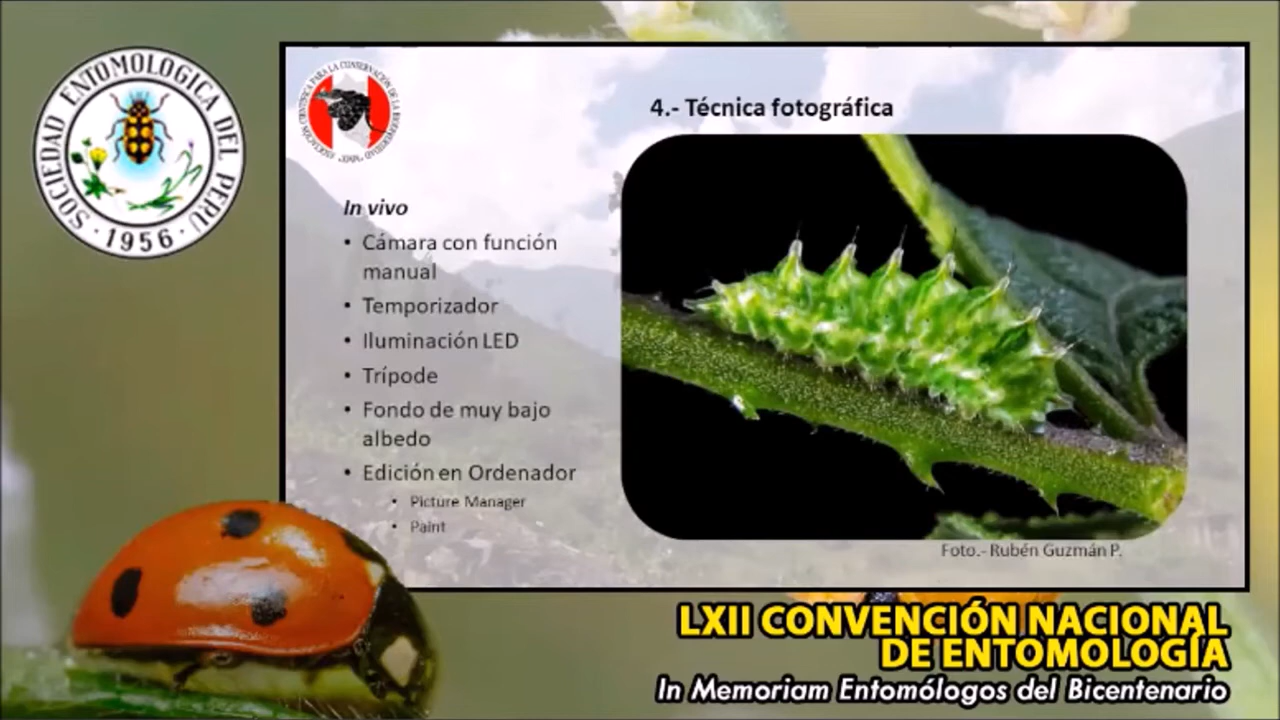 SOCIEDAD ENTOMOLOGICA DEL PERU
· 1956 ·
4.- Técnica fotográfica
In vivo
• Cámara con función
manual
• Temporizador
• Iluminación LED
• Trípode
• Fondo de muy bajo
albedo
• Edición en Ordenador
• Picture Manager
• Paint
Foto.- Rubén Guzmán P.
LXII CONVENCIÓN NACIONAL
DE ENTOMOLOGÍA
In Memoriam Entomólogos del Bicentenario